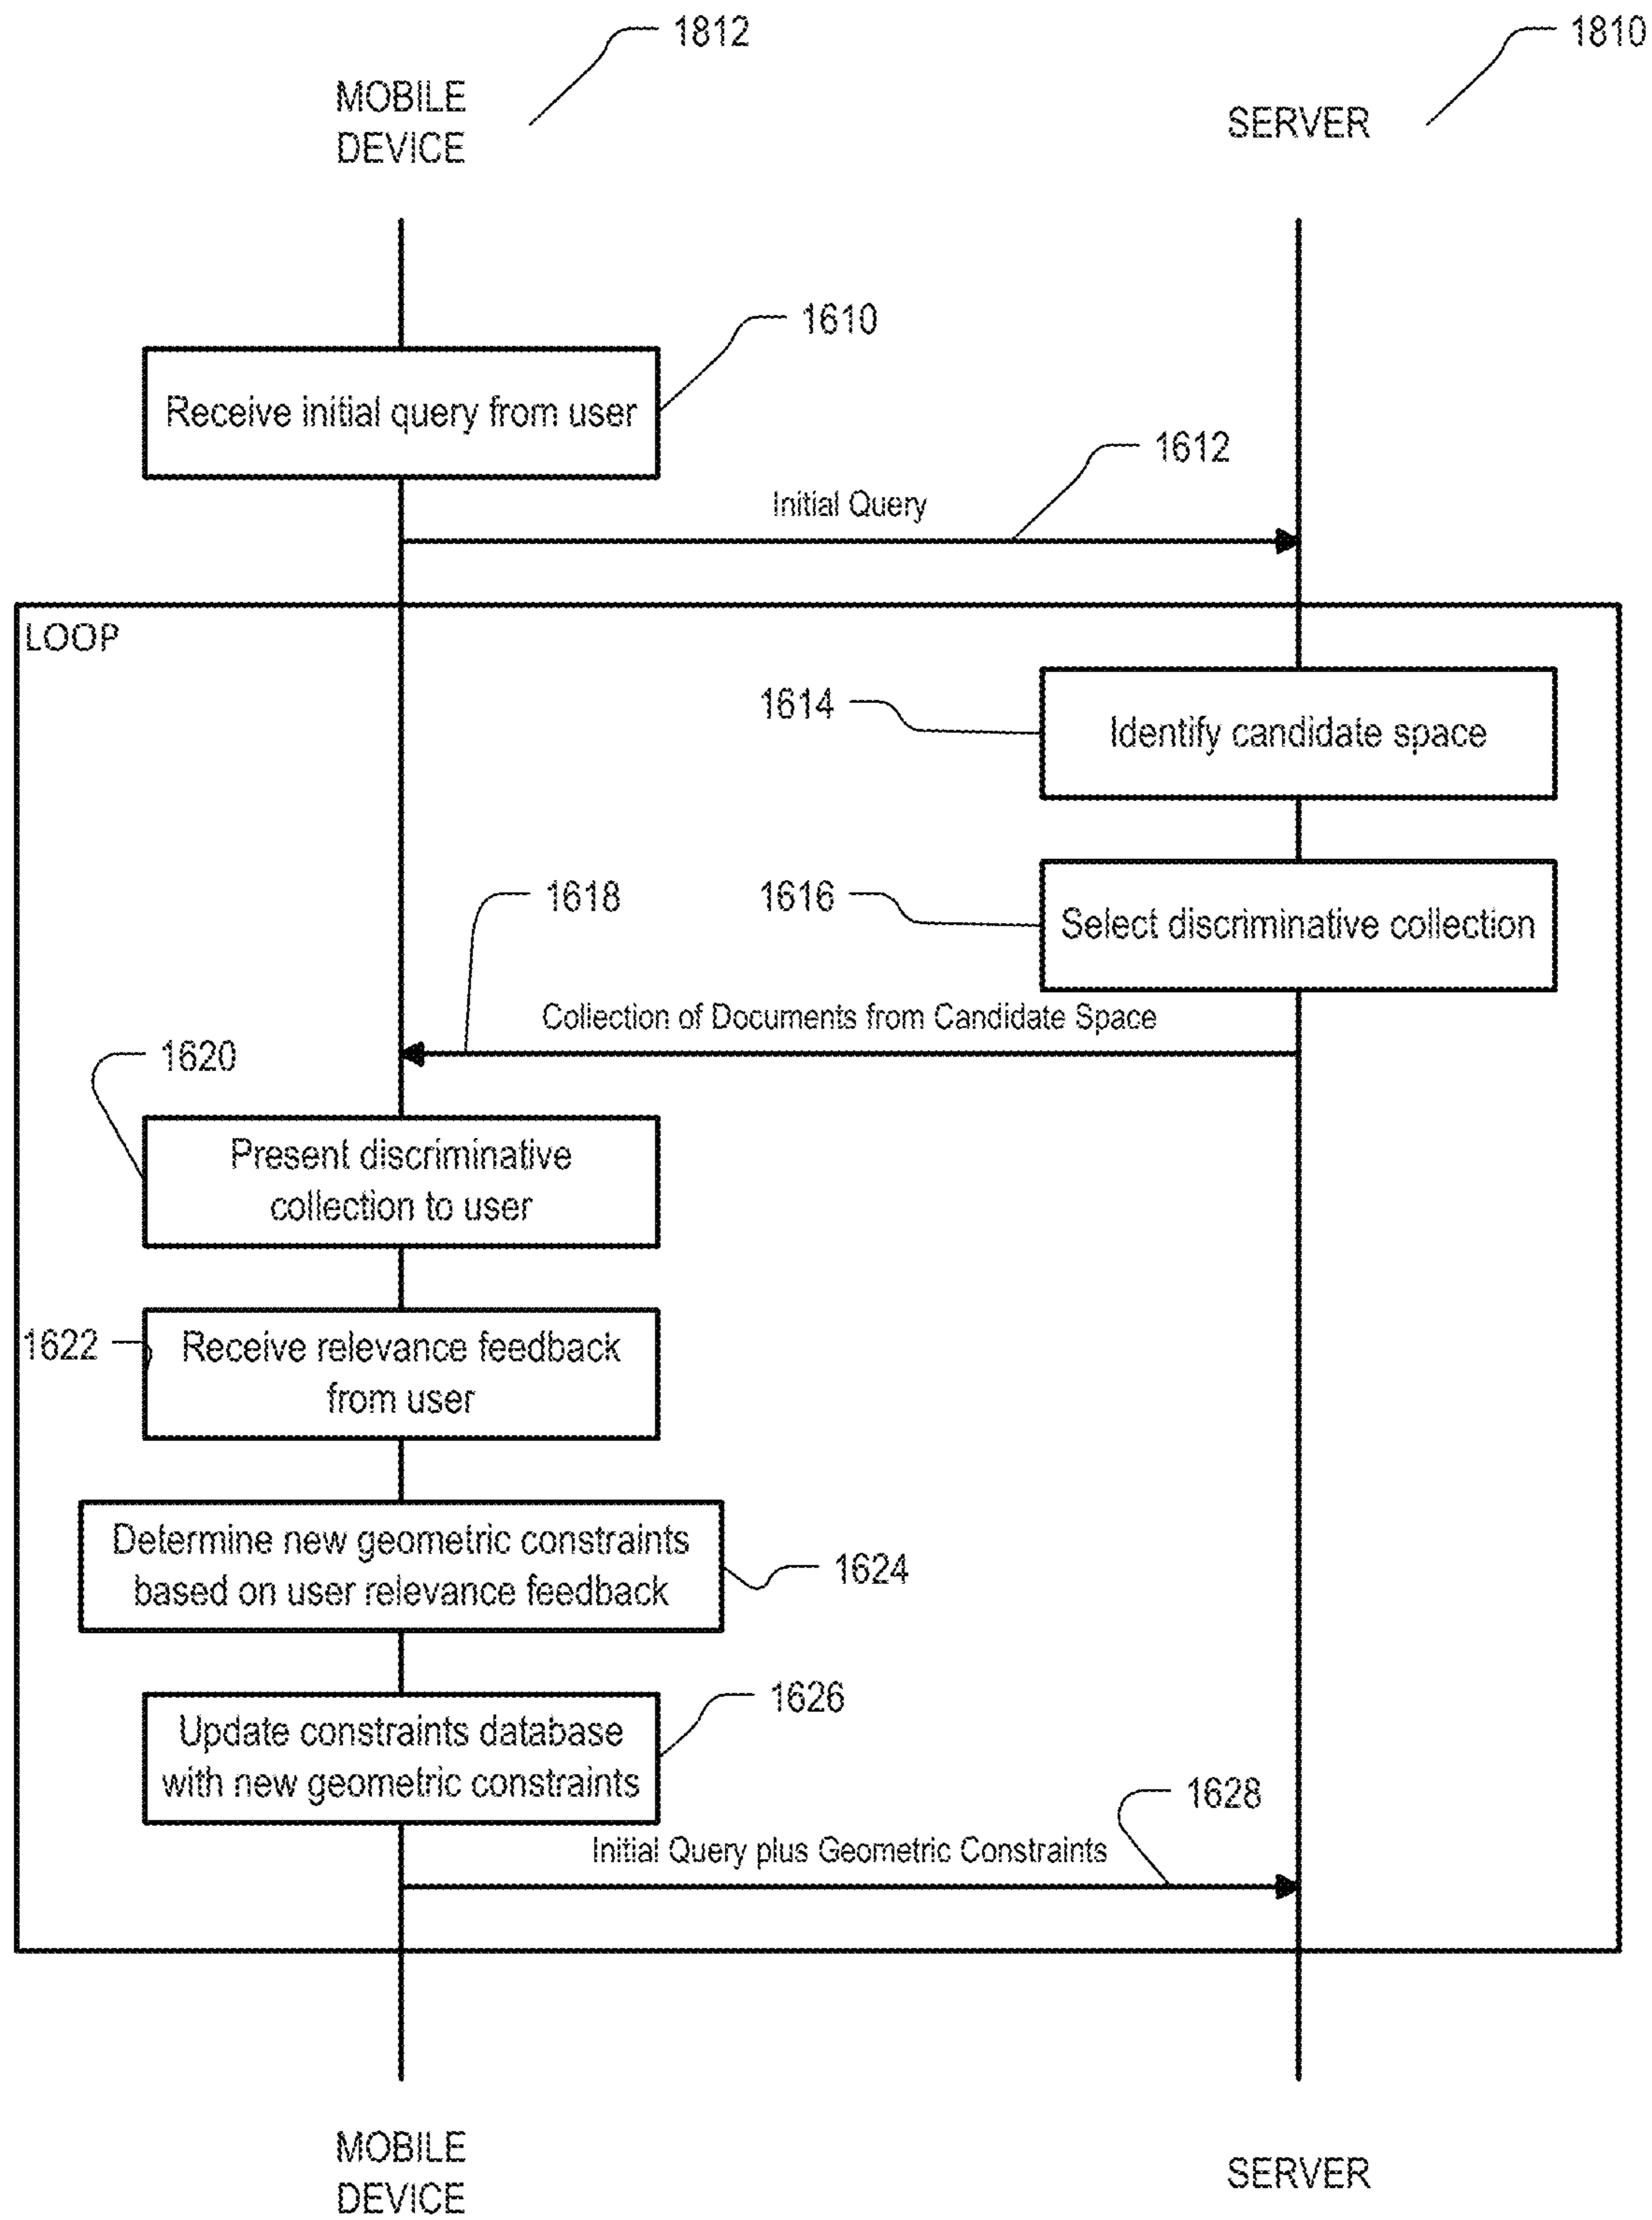 1812
1810
MOBILE
DEVICE
SERVER
1610
Receive initial query from user
1612
Initial Query
LOOP
1614
Identify candidate space
1618
1616
Select discriminative collection
Collection of Documents from Candidate Space
1620
Present discriminative
collection to user
1622
Receive relevance feedback
from user
Determine new geometric constraints
based on user relevance feedback
1624
1626
Update constraints database
with new geometric constraints
1628
Initial Query plus Geometric Constraints
MOBILE
DEVICE
SERVER